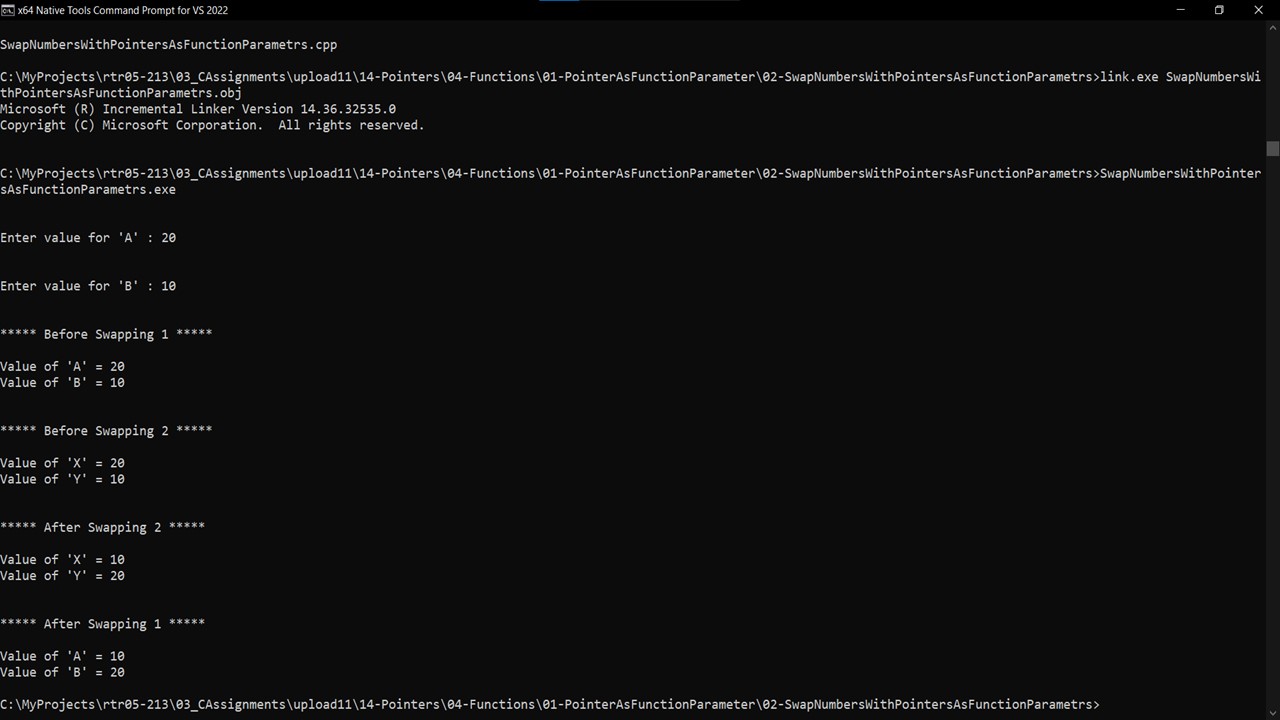 x64 Native Tools Command Prompt for VS 2022
SwapNumbersWithPointersAsFunctionParametrs.cpp
C:\MyProjects\rtr05-213\03_CAssignments\upload11\14-Pointers\04-Functions\01-PointerAsFunctionParameter\02-SwapNumbersWithPointersAsFunctionParametrs>link.exe SwapNumbersWi
thPointersAsFunctionParametrs.obj
Microsoft (R) Incremental Linker Version 14.36.32535.0
Copyright (C) Microsoft Corporation.  All rights reserved.
C:\MyProjects\rtr05-213\03_CAssignments\upload11\14-Pointers\04-Functions\01-PointerAsFunctionParameter\02-SwapNumbersWithPointersAsFunctionParametrs>SwapNumbersWithPointer
sAsFunctionParametrs.exe
Enter value for 'A' : 20
Enter value for 'B' : 10
***** Before Swapping 1 *****
Value of 'A' = 20
Value of 'B' = 10
***** Before Swapping 2 *****
Value of 'X' = 20
Value of 'Y' = 10
***** After Swapping 2 *****
Value of 'X' = 10
Value of 'Y' = 20
***** After Swapping 1 *****
Value of 'A' = 10
Value of 'B' = 20
C:\MyProjects\rtr05-213\03_CAssignments\upload11\14-Pointers\04-Functions\01-PointerAsFunctionParameter\02-SwapNumbersWithPointersAsFunctionParametrs>